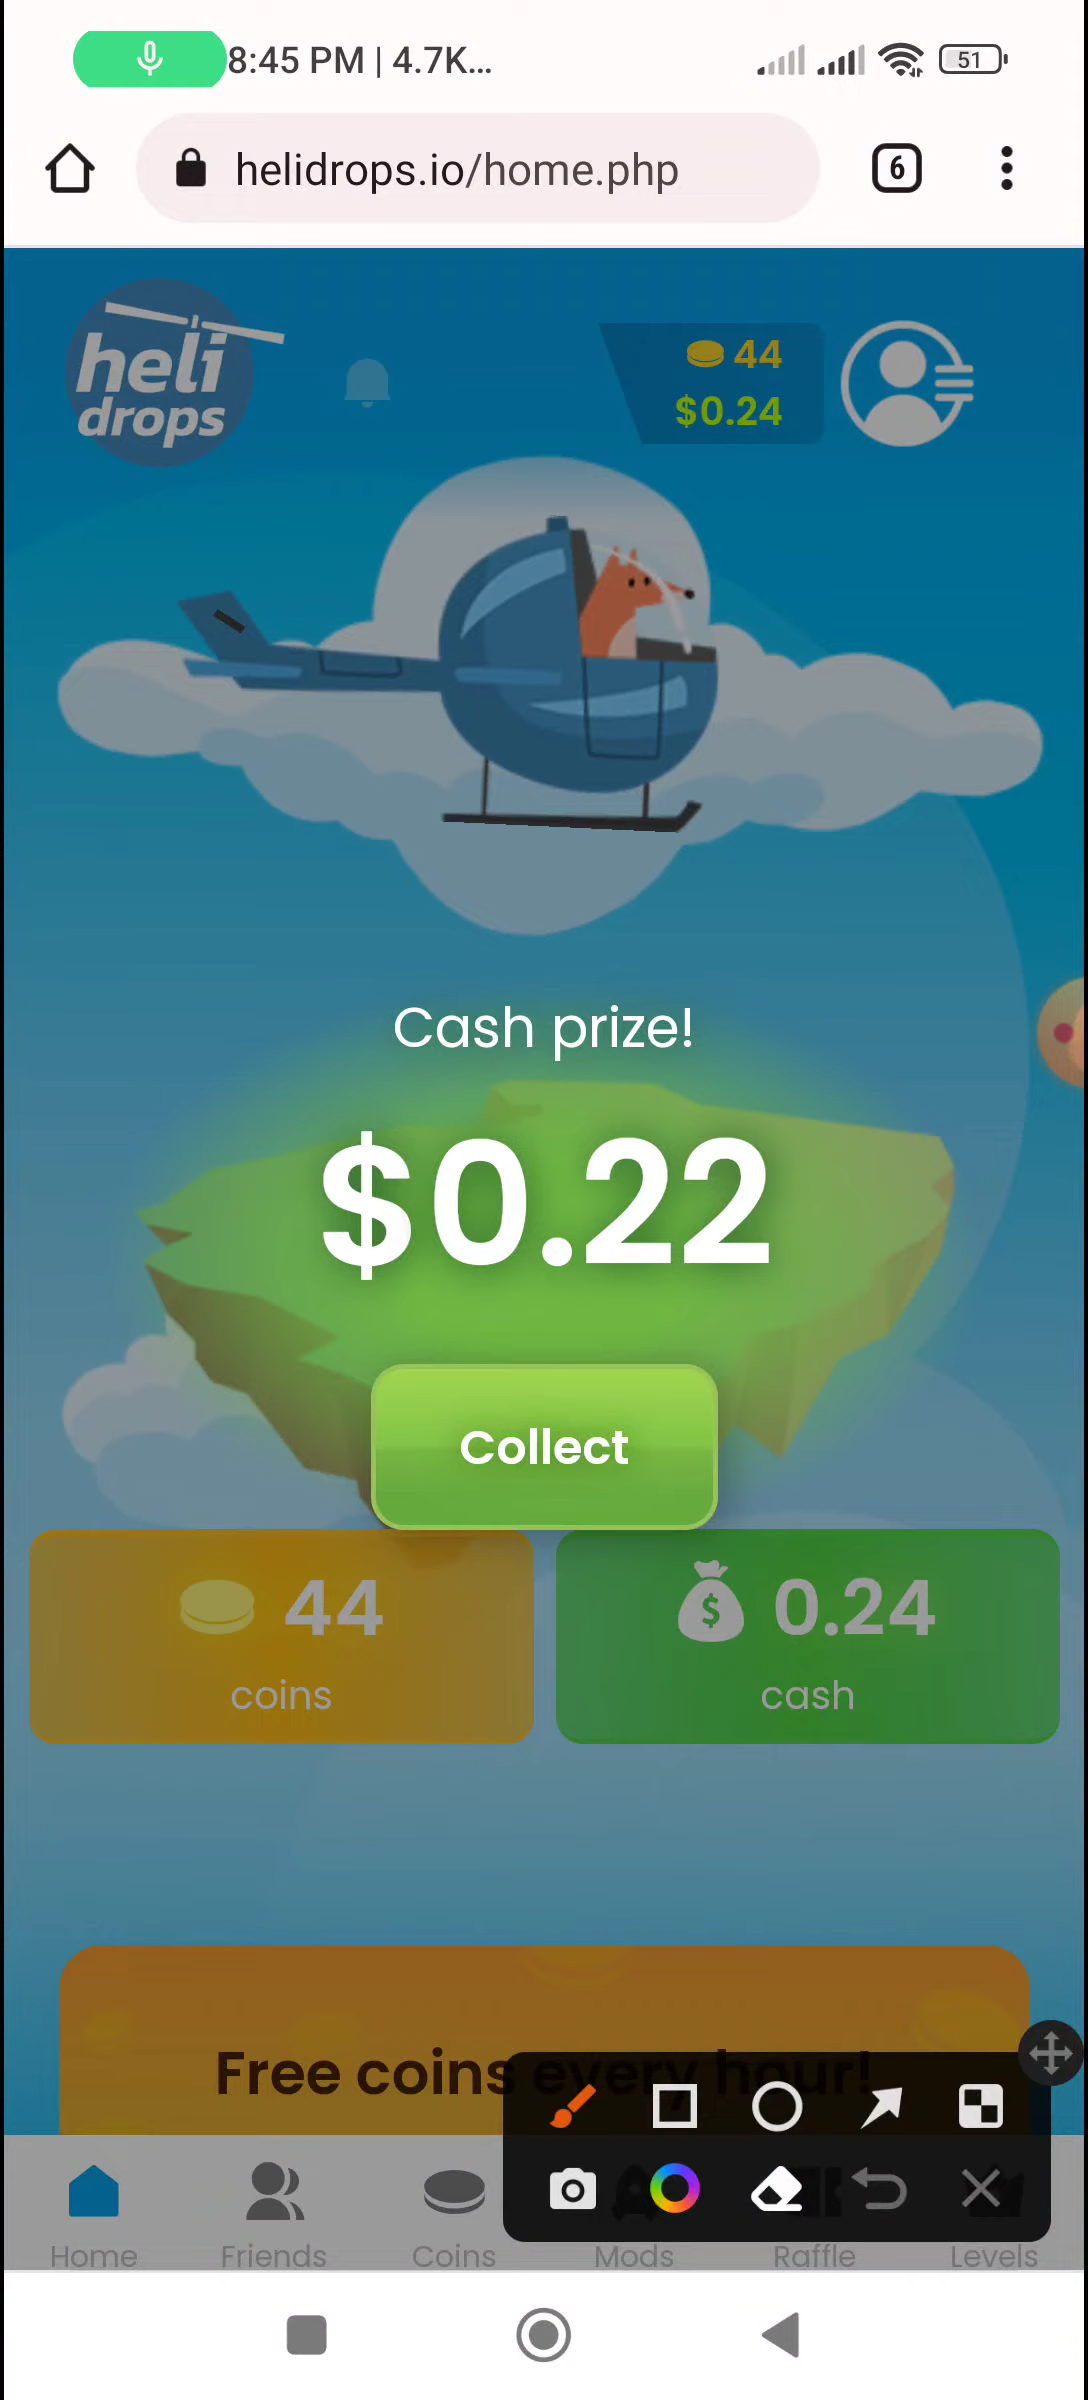 8:45 PM | 4.7K...
51
helidrops.io/home.php
6
heli
drops
44
$0.24
Cash prize!
$0.22
Collect
44
coins
$
0.24
cash
Free coins every hour!
Home
Friends
Coins
Mods
Raffle
Levels